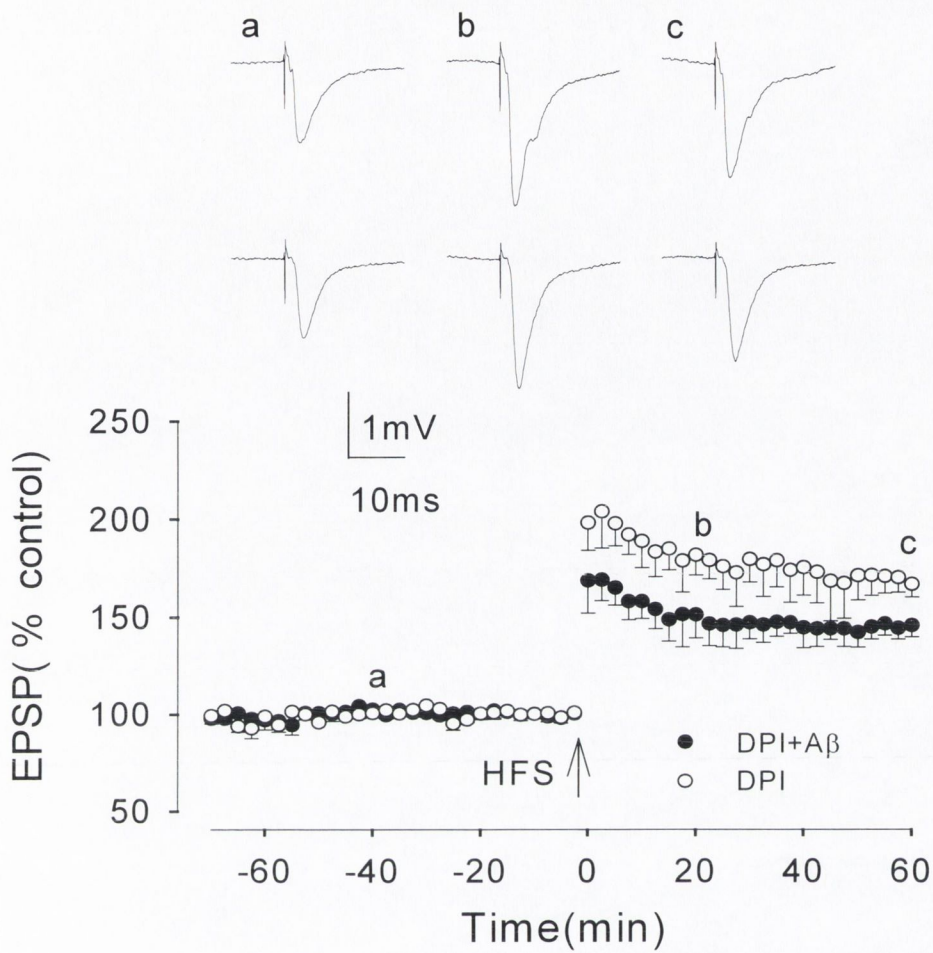 a b c
250
1mV
10ms
200
b
c
150
a
100
HFS
DPI+Aβ
DPI
50
EPSP( % control)
-60 -40 -20 0 20 40 60
Time(min)